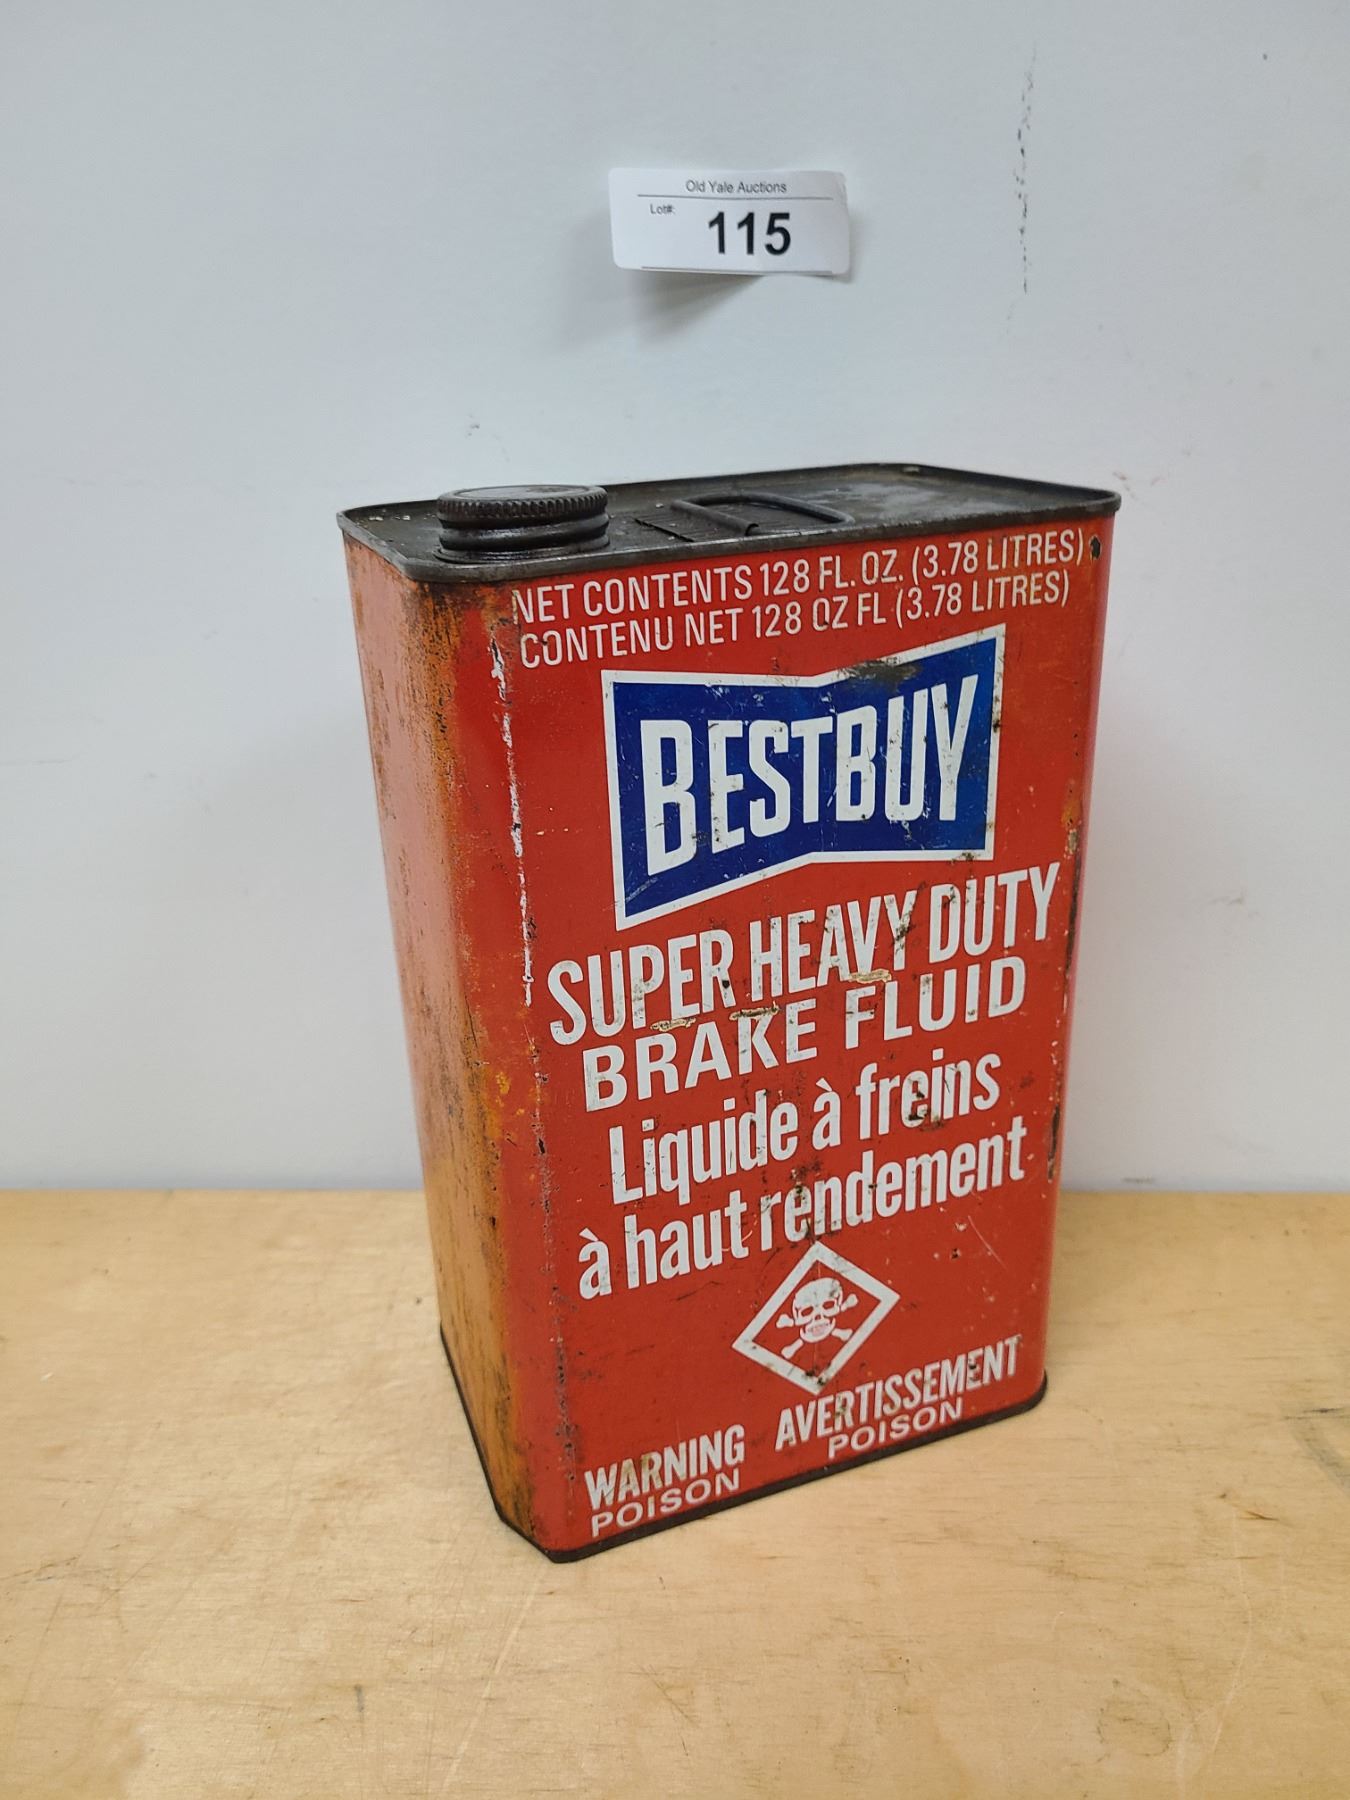 Old Yale Auctions
Lot#:
115
NET CONTENTS 128 FL. OZ. (3.78 LITRES)
CONTENU NET 128 OZ FL (3.78 LITRES)
BESTBUY
SUPER HEAVY DUTY
BRAKE FLUID
Liquide à freins
à haut rendement
WARNING
POISON
AVERTISSEMENT
POISON